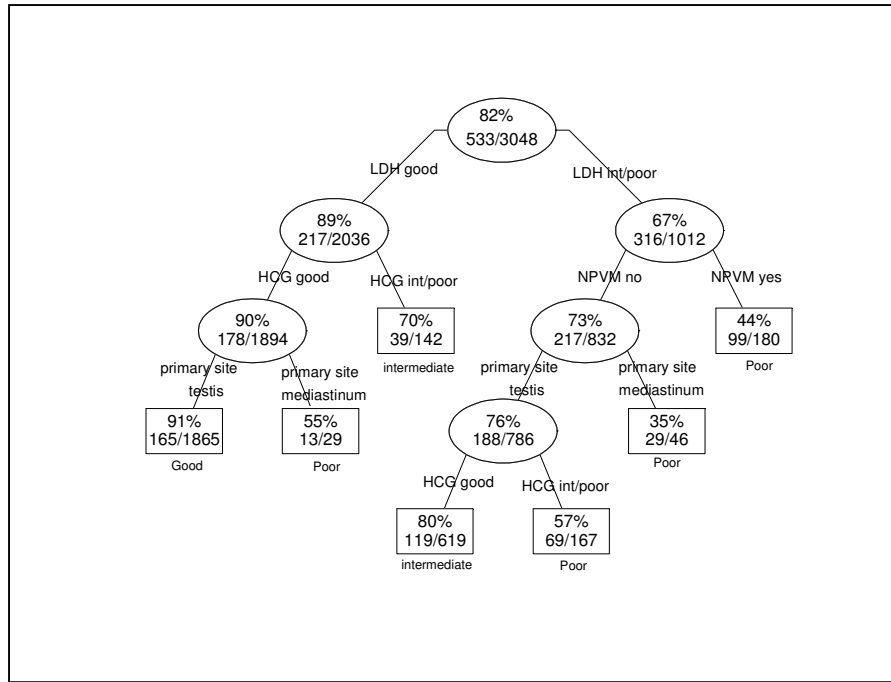 82%
533/3048
LDH good
LDH int/poor
89%
217/2036
67%
316/1012
HCG good
HCG int/poor
NPVM no
NPVM yes
90%
178/1894
70%
39/142
intermediate
73%
217/832
44%
99/180
Poor
primary site
testis
primary site
mediastinum
primary site
testis
primary site
mediastinum
91%
165/1865
Good
55%
13/29
Poor
76%
188/786
35%
29/46
Poor
HCG good
HCG int/poor
80%
119/619
intermediate
57%
69/167
Poor